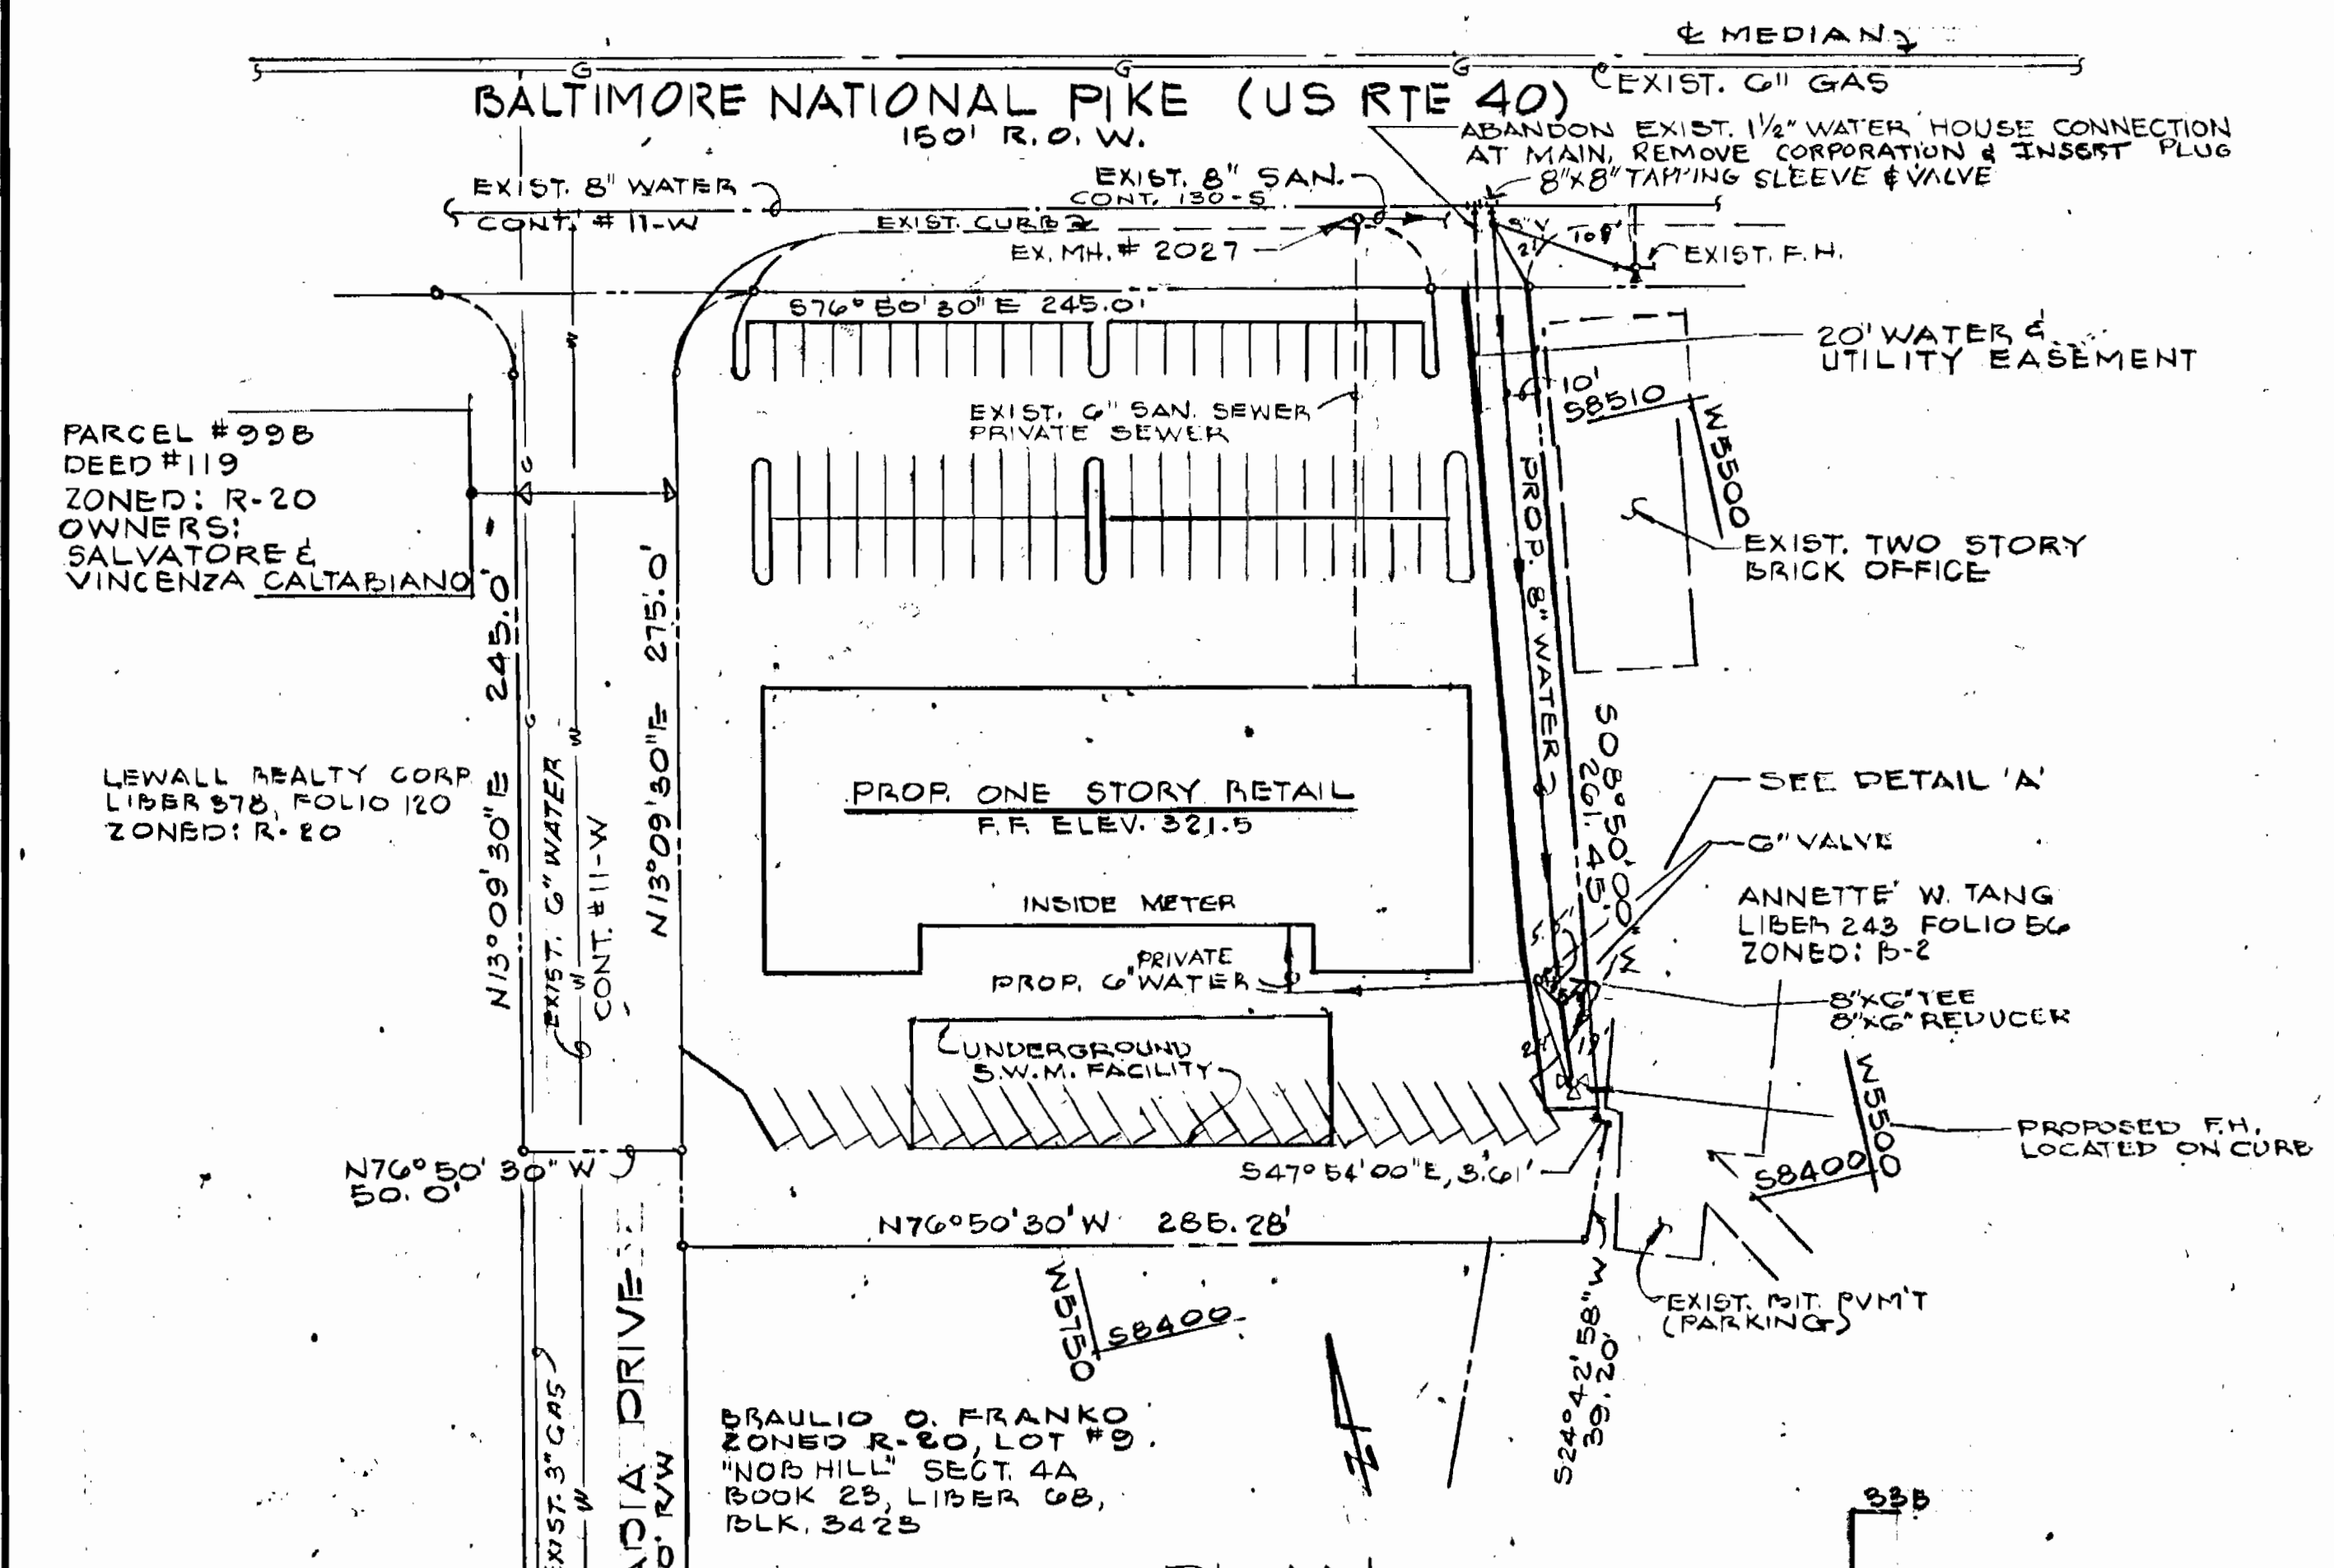 ℄ MEDIAN
EXIST. 6" GAS
BALTIMORE NATIONAL PIKE (US RTE 40)
150' R.O.W.
ABANDON EXIST. 1½" WATER HOUSE CONNECTION
AT MAIN, REMOVE CORPORATION & INSERT PLUG
8"X8" TAPPING SLEEVE & VALVE
EXIST. 8" WATER
CONT. # 11-W
EXIST. 8" SAN.
CONT. 130-S
EXIST. CURB
EX. MH. # 2027
EXIST. F.H.
S76°50'30"E 245.0'
20' WATER &
UTILITY EASEMENT
10'
S8510
W5500
EXIST. 6" SAN. SEWER
PRIVATE SEWER
PARCEL #998
DEED #119
ZONED: R-20
OWNERS:
SALVATORE &
VINCENZA CALTABIANO
PROP. 8" WATER
EXIST. TWO STORY
BRICK OFFICE
N13°09'30"E 245.0'
N13°09'30"E 275.0'
EXIST. 6" WATER
CONT. #11-W
LEWALL REALTY CORP.
LIBER 378, FOLIO 120
ZONED: R-20
PROP. ONE STORY RETAIL
F.F. ELEV. 321.5
S08°50'00"W
261.45'
SEE DETAIL 'A'
6" VALVE
ANNETTE W. TANG
LIBER 243 FOLIO 56
ZONED: B-2
INSIDE METER
PRIVATE
PROP. 6" WATER
8"X6" TEE
8"X6" REDUCER
UNDERGROUND
S.W.M. FACILITY
W5500
S8400
PROPOSED F.H.
LOCATED ON CURB
N76°50'30"W
50.0'
S47°54'00"E, 3.61'
N76°50'30"W 285.28'
W5750
S8400
S24°42'58"W
39.20'
EXIST. BIT. PVM'T
(PARKING)
EXIST. 3" GAS
DRIVE
R/W
BRAULIO O. FRANKO
ZONED R-20, LOT #9
"NOB HILL" SECT. 4A
BOOK 23, LIBER 68,
BLK. 3423
N
335